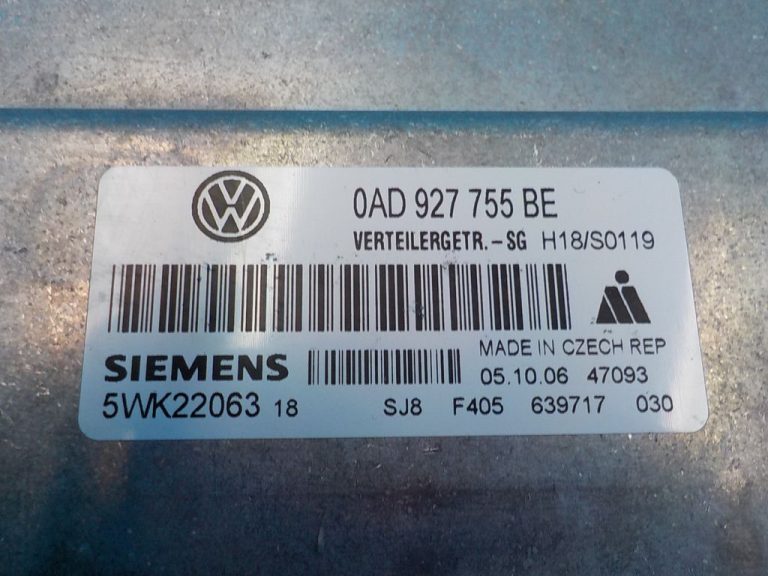 0AD 927 755 BE
VERTEILERGETR.-SG H18/S0119
SIEMENS
MADE IN CZECH REP
05.10.06 47093
5WK22063 18 SJ8 F405 639717 030